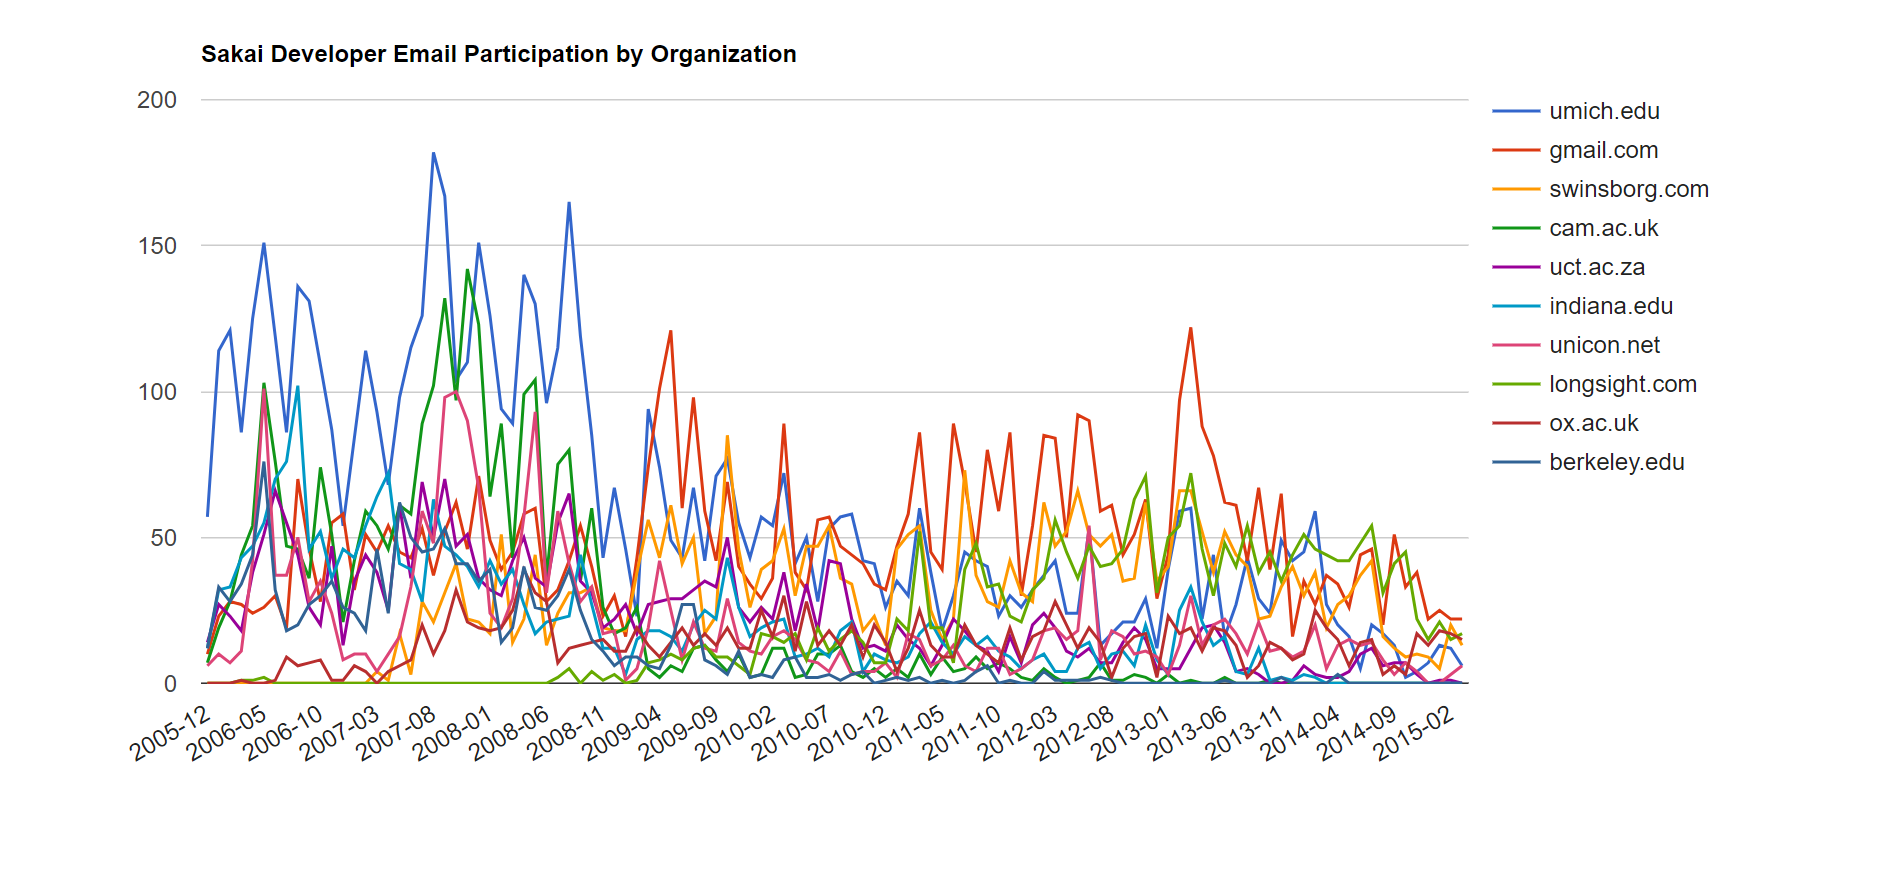 Sakai Developer Email Participation by Organization
200
150
100
50
0
umich.edu
gmail.com
swinsborg.com
cam.ac.uk
uct.ac.za
indiana.edu
unicon.net
longsight.com
ox.ac.uk
berkeley.edu
2005-12
2006-05
2006-10
2007-03
2007-08
2008-01
2008-06
2008-11
2009-04
2009-09
2010-02
2010-07
2010-12
2011-05
2011-10
2012-03
2012-08
2013-01
2013-06
2013-11
2014-04
2014-09
2015-02